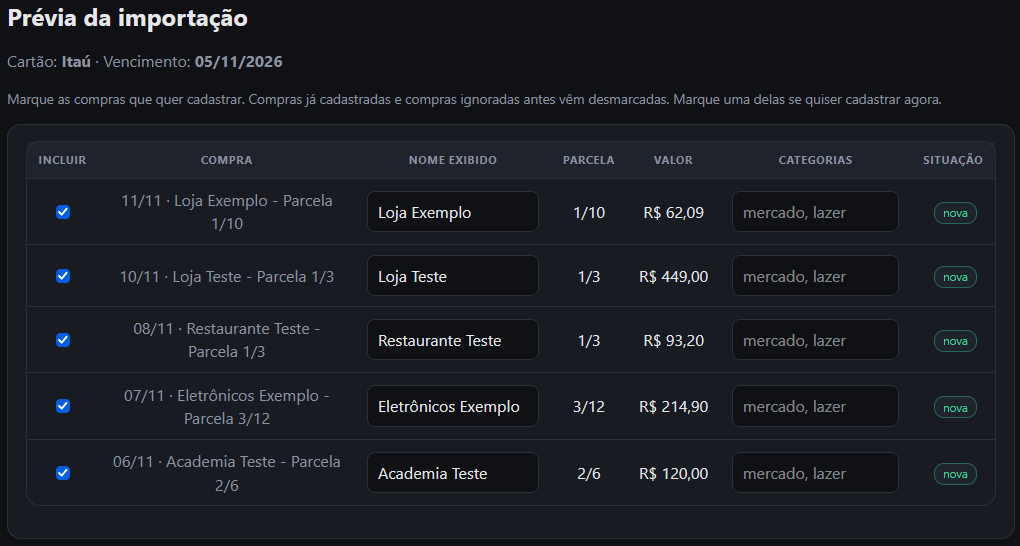 Prévia da importação
Cartão: Itaú · Vencimento: 05/11/2026
Marque as compras que quer cadastrar. Compras já cadastradas e compras ignoradas antes vêm desmarcadas. Marque uma delas se quiser cadastrar agora.
INCLUIR COMPRA NOME EXIBIDO PARCELA VALOR CATEGORIAS SITUAÇÃO
11/11 · Loja Exemplo - Parcela
1/10
Loja Exemplo 1/10 R$ 62,09 mercado, lazer nova
10/11 · Loja Teste - Parcela 1/3 Loja Teste 1/3 R$ 449,00 mercado, lazer nova
08/11 · Restaurante Teste -
Parcela 1/3
Restaurante Teste 1/3 R$ 93,20 mercado, lazer nova
07/11 · Eletrônicos Exemplo -
Parcela 3/12
Eletrônicos Exemplo 3/12 R$ 214,90 mercado, lazer nova
06/11 · Academia Teste - Parcela
2/6
Academia Teste 2/6 R$ 120,00 mercado, lazer nova